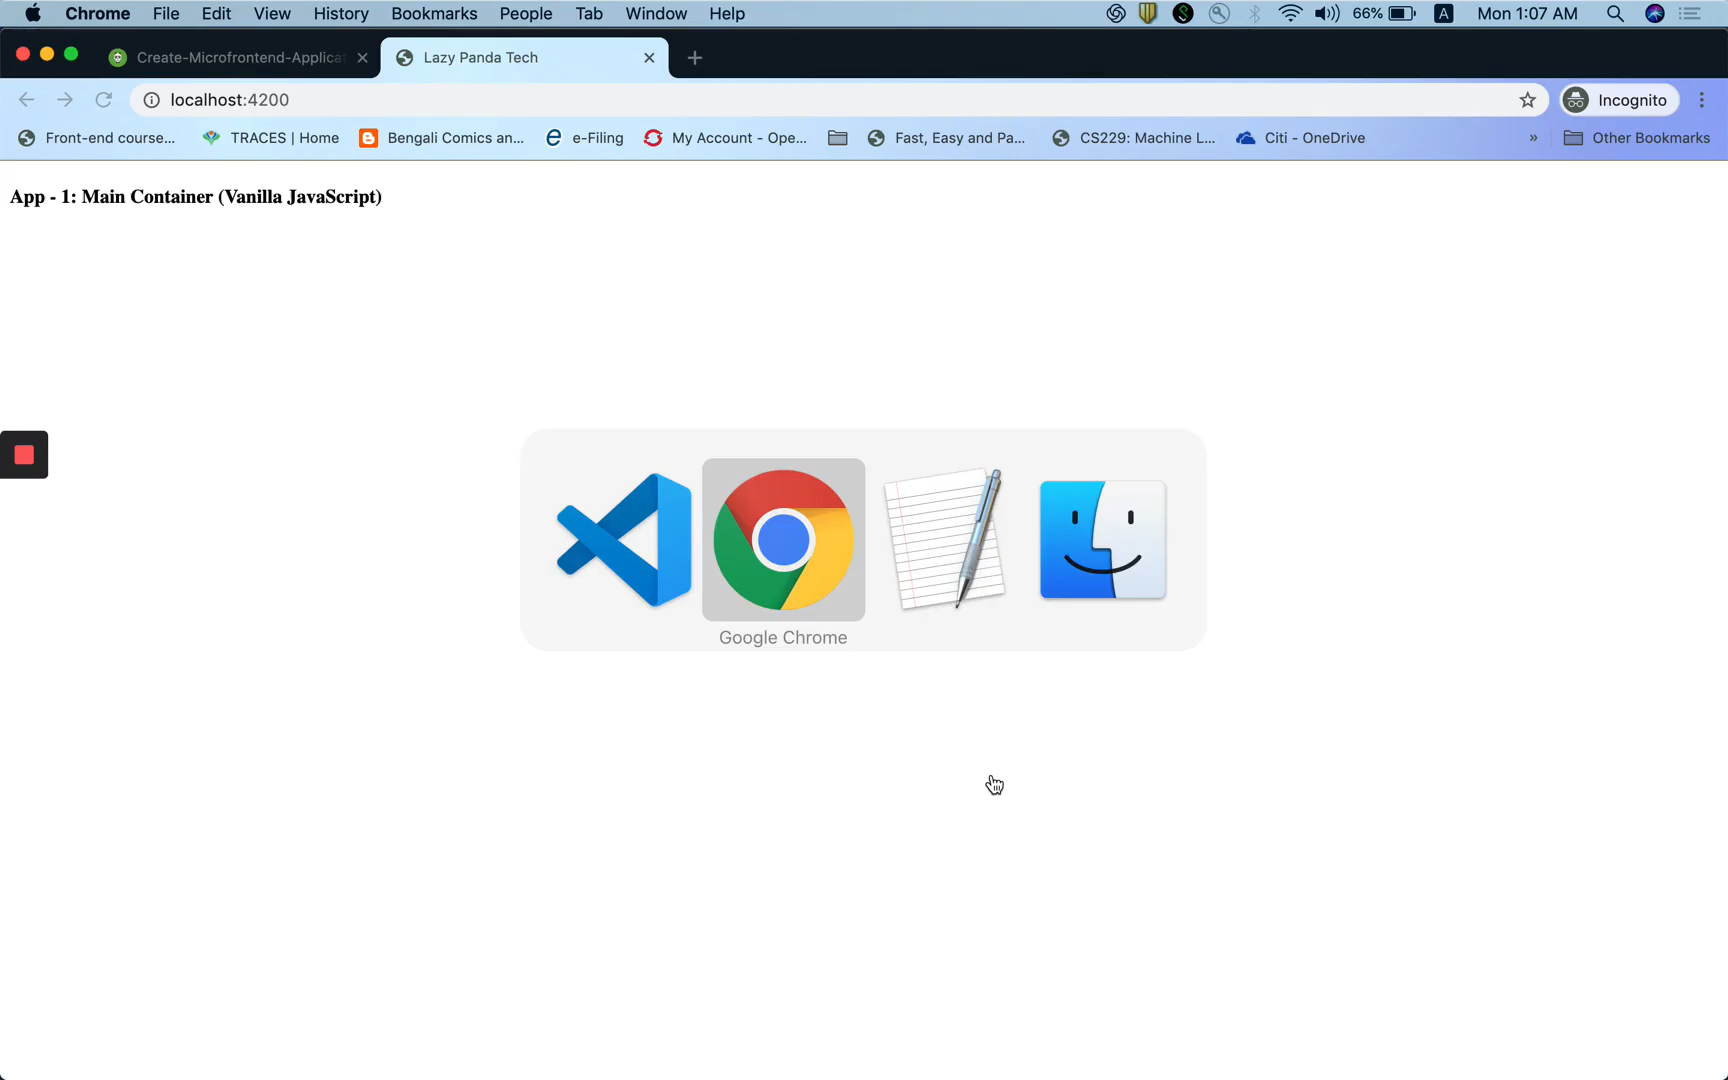 Chrome File Edit View History Bookmarks People Tab Window Help 66% A Mon 1:07 AM
Create-Microfrontend-Applicat Lazy Panda Tech
localhost:4200 Incognito
Front-end course... TRACES | Home Bengali Comics an... e-Filing My Account - Ope... Fast, Easy and Pa... CS229: Machine L... Citi - OneDrive » Other Bookmarks
App - 1: Main Container (Vanilla JavaScript)
Google Chrome